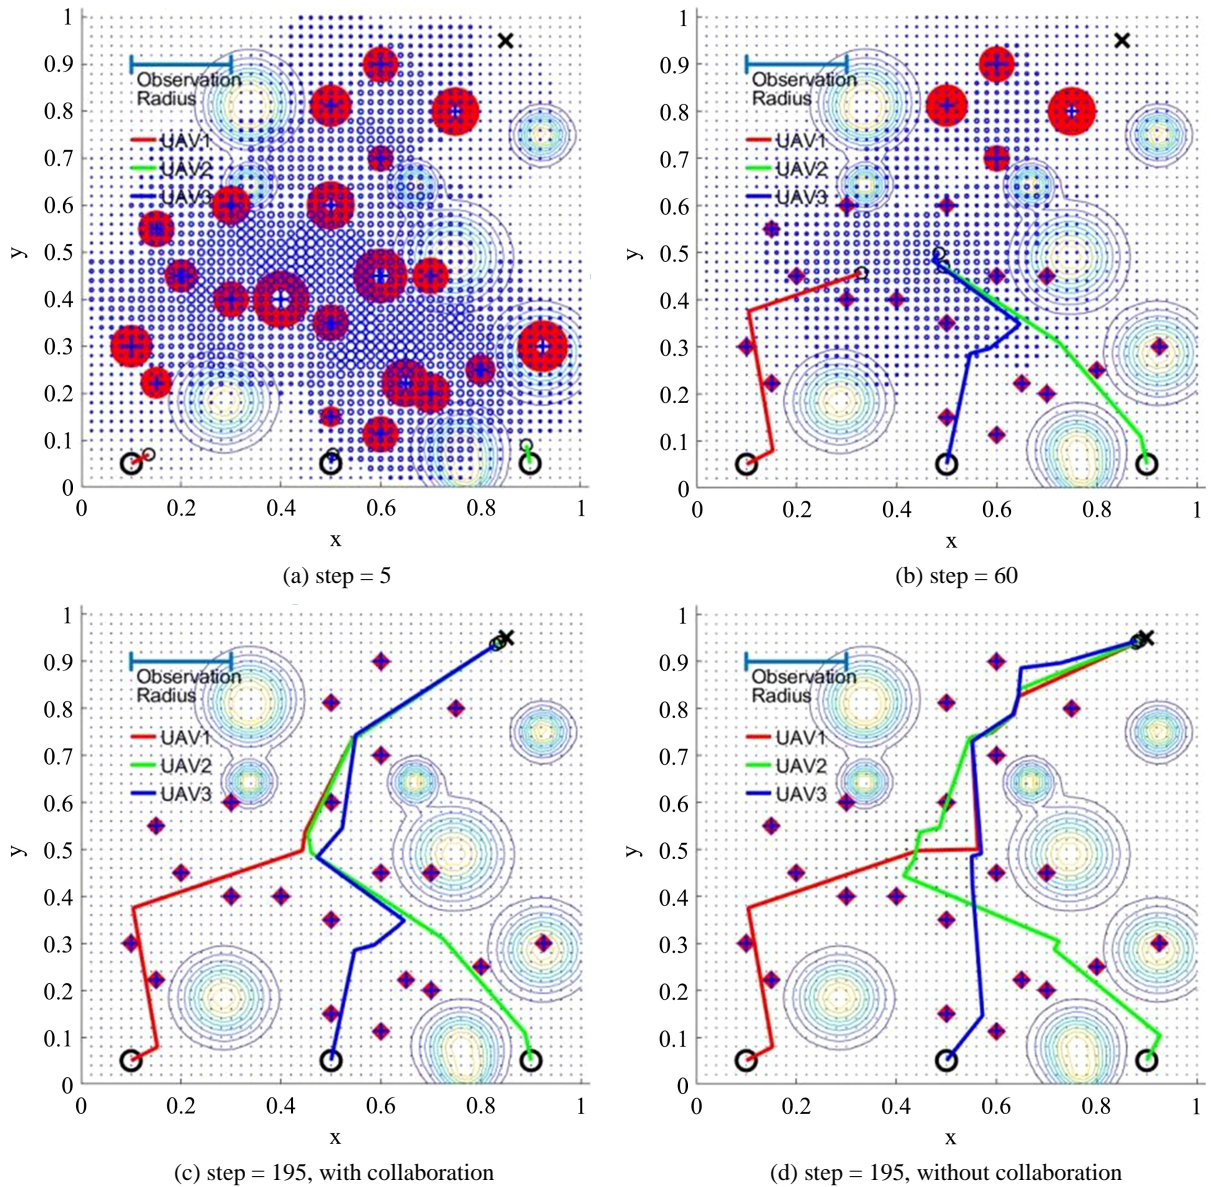 1
0.9
Observation
Radius
0.8
0.7
UAV1
UAV2
0.6
UAV3
y
0.5
0.4
0.3
0.2
0.1
0
0 0.2 0.4 0.6 0.8 1
x
(a) step = 5
1
0.9
Observation
Radius
0.8
0.7
UAV1
UAV2
0.6
UAV3
y
0.5
0.4
0.3
0.2
0.1
0
0 0.2 0.4 0.6 0.8 1
x
(b) step = 60
1
0.9
Observation
Radius
0.8
0.7
UAV1
UAV2
0.6
UAV3
y
0.5
0.4
0.3
0.2
0.1
0
0 0.2 0.4 0.6 0.8 1
x
(c) step = 195, with collaboration
1
0.9
Observation
Radius
0.8
0.7
UAV1
UAV2
0.6
UAV3
y
0.5
0.4
0.3
0.2
0.1
0
0 0.2 0.4 0.6 0.8 1
x
(d) step = 195, without collaboration